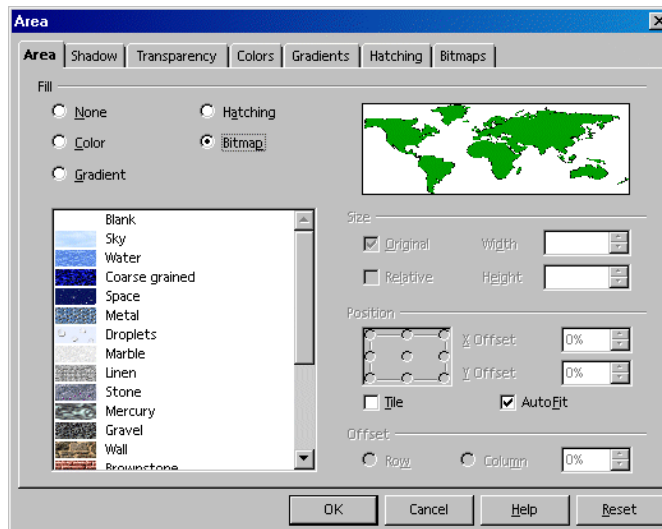 Area
Area Shadow Transparency Colors Gradients Hatching Bitmaps
Fill
None Hatching
Color Bitmap
Gradient
Blank
Sky
Water
Coarse grained
Space
Metal
Droplets
Marble
Linen
Stone
Mercury
Gravel
Wall
Brownstone
Size
Original Width
Relative Height
Position
X Offset 0%
Y Offset 0%
Tile AutoFit
Offset
Row Column 0%
OK Cancel Help Reset